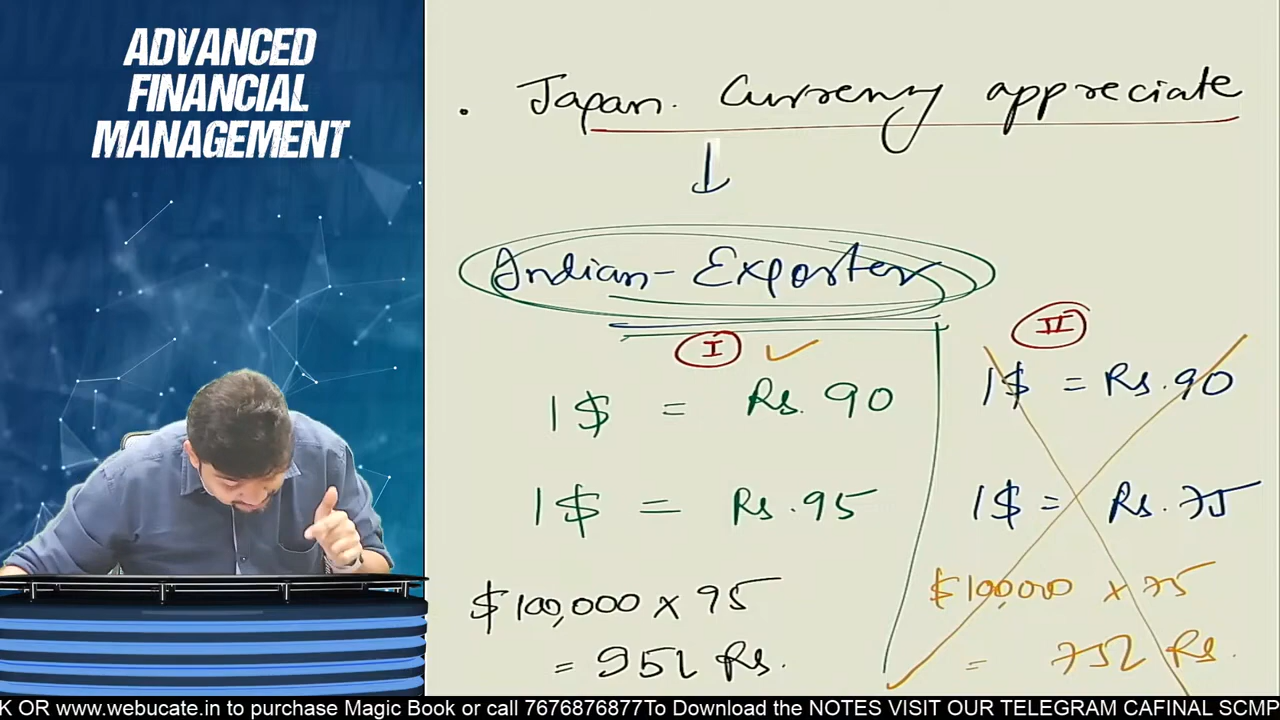 ADVANCED
FINANCIAL
MANAGEMENT
. Japan. Currency appreciate
↓
Indian - Exporter
I ✓
1$ = Rs. 90
1$ = Rs. 95
$100,000 x 95
= 95L Rs.
II
1$ = Rs. 90
1$ = Rs. 75
$100,000 x 75
= 75L Rs.
K OR www.webucate.in to purchase Magic Book or call 7676876877To Download the NOTES VISIT OUR TELEGRAM CAFINAL SCMP